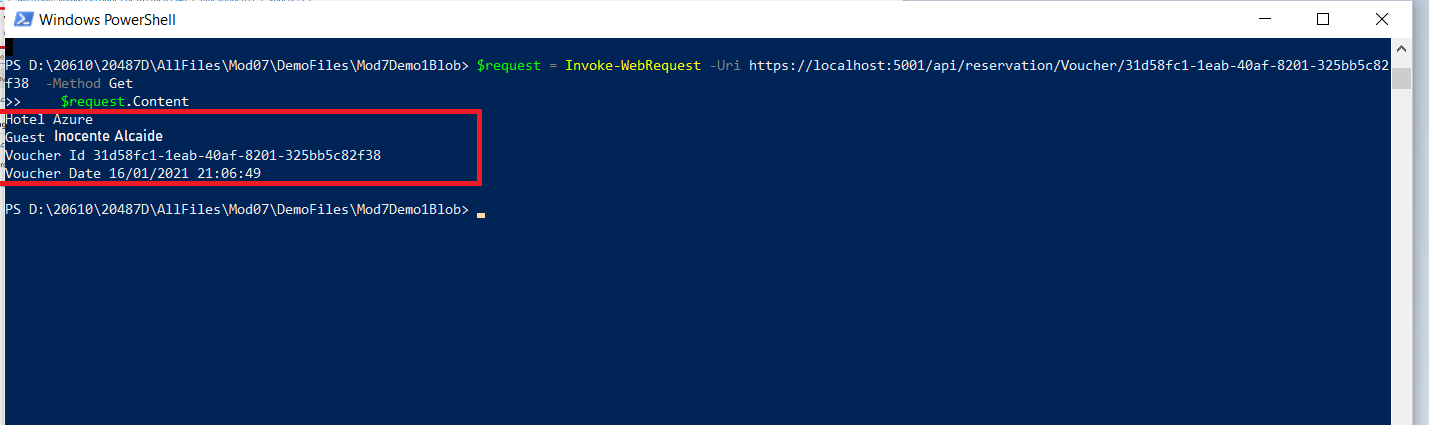 Windows PowerShell
PS D:\20610\20487D\AllFiles\Mod07\DemoFiles\Mod7Demo1Blob> $request = Invoke-WebRequest -Uri https://localhost:5001/api/reservation/Voucher/31d58fc1-1eab-40af-8201-325bb5c82
f38  -Method Get
>>     $request.Content
Hotel Azure
Guest Inocente Alcaide
Voucher Id 31d58fc1-1eab-40af-8201-325bb5c82f38
Voucher Date 16/01/2021 21:06:49
PS D:\20610\20487D\AllFiles\Mod07\DemoFiles\Mod7Demo1Blob>